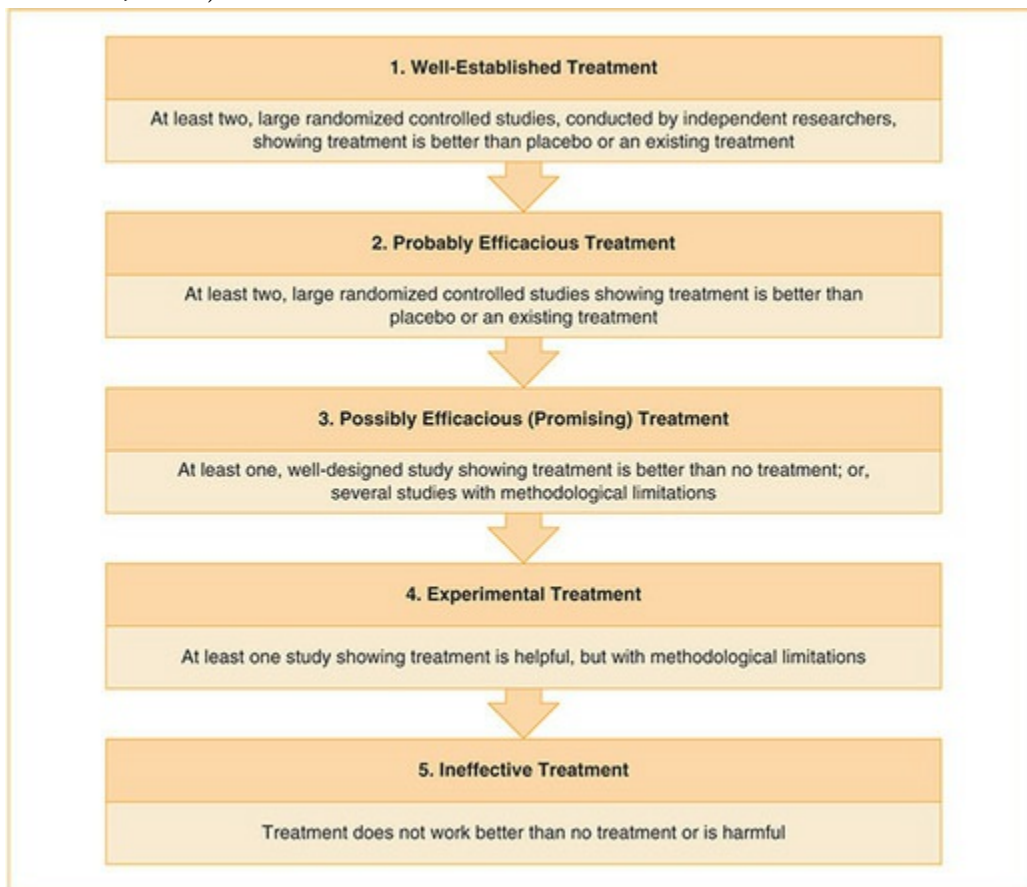 1. Well-Established Treatment
At least two, large randomized controlled studies, conducted by independent researchers,
showing treatment is better than placebo or an existing treatment
2. Probably Efficacious Treatment
At least two, large randomized controlled studies showing treatment is better than
placebo or an existing treatment
3. Possibly Efficacious (Promising) Treatment
At least one, well-designed study showing treatment is better than no treatment; or,
several studies with methodological limitations
4. Experimental Treatment
At least one study showing treatment is helpful, but with methodological limitations
5. Ineffective Treatment
Treatment does not work better than no treatment or is harmful